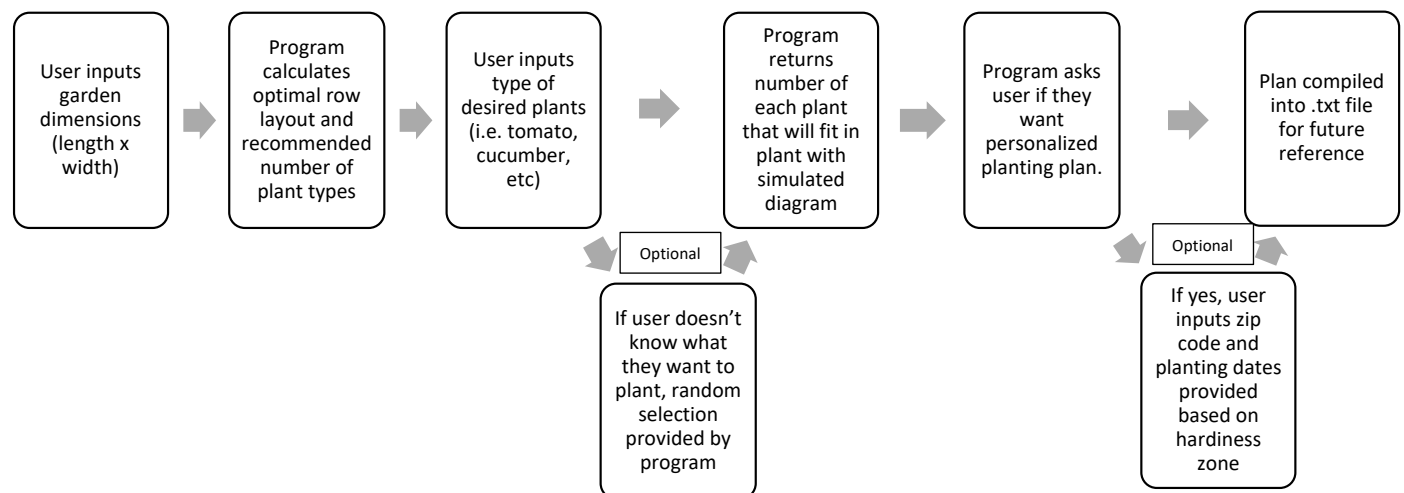 User inputs
garden
dimensions
(length x
width)
Program
calculates
optimal row
layout and
recommended
number of
plant types
User inputs
type of
desired plants
(i.e. tomato,
cucumber,
etc)
Optional
If user doesn’t
know what
they want to
plant, random
selection
provided by
program
Program
returns
number of
each plant
that will fit in
plant with
simulated
diagram
Program asks
user if they
want
personalized
planting plan.
Optional
If yes, user
inputs zip
code and
planting dates
provided
based on
hardiness
zone
Plan compiled
into .txt file
for future
reference